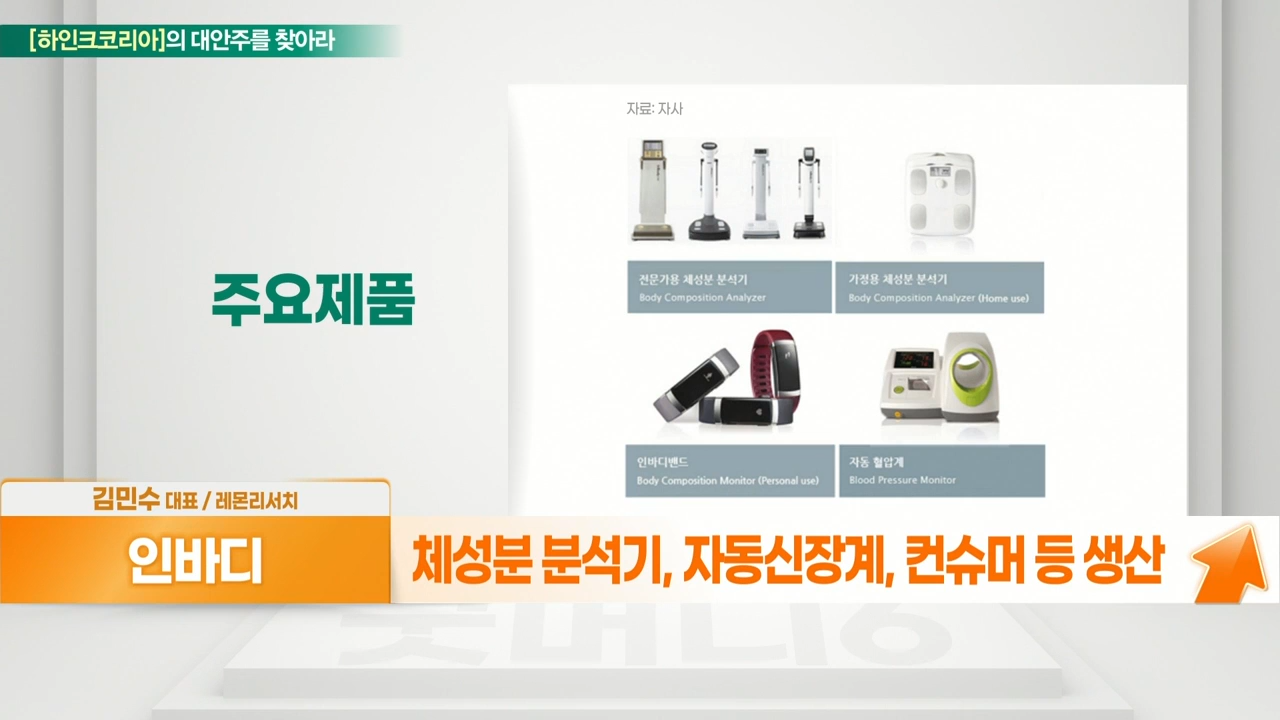 [하인크코리아]의 대안주를 찾아라
자료: 자사
주요제품
전문가용 체성분 분석기
Body Composition Analyzer
가정용 체성분 분석기
Body Composition Analyzer (Home use)
인바디밴드
Body Composition Monitor (Personal use)
자동 혈압계
Blood Pressure Monitor
김민수 대표 / 레몬리서치
인바디
체성분 분석기, 자동신장계, 컨슈머 등 생산